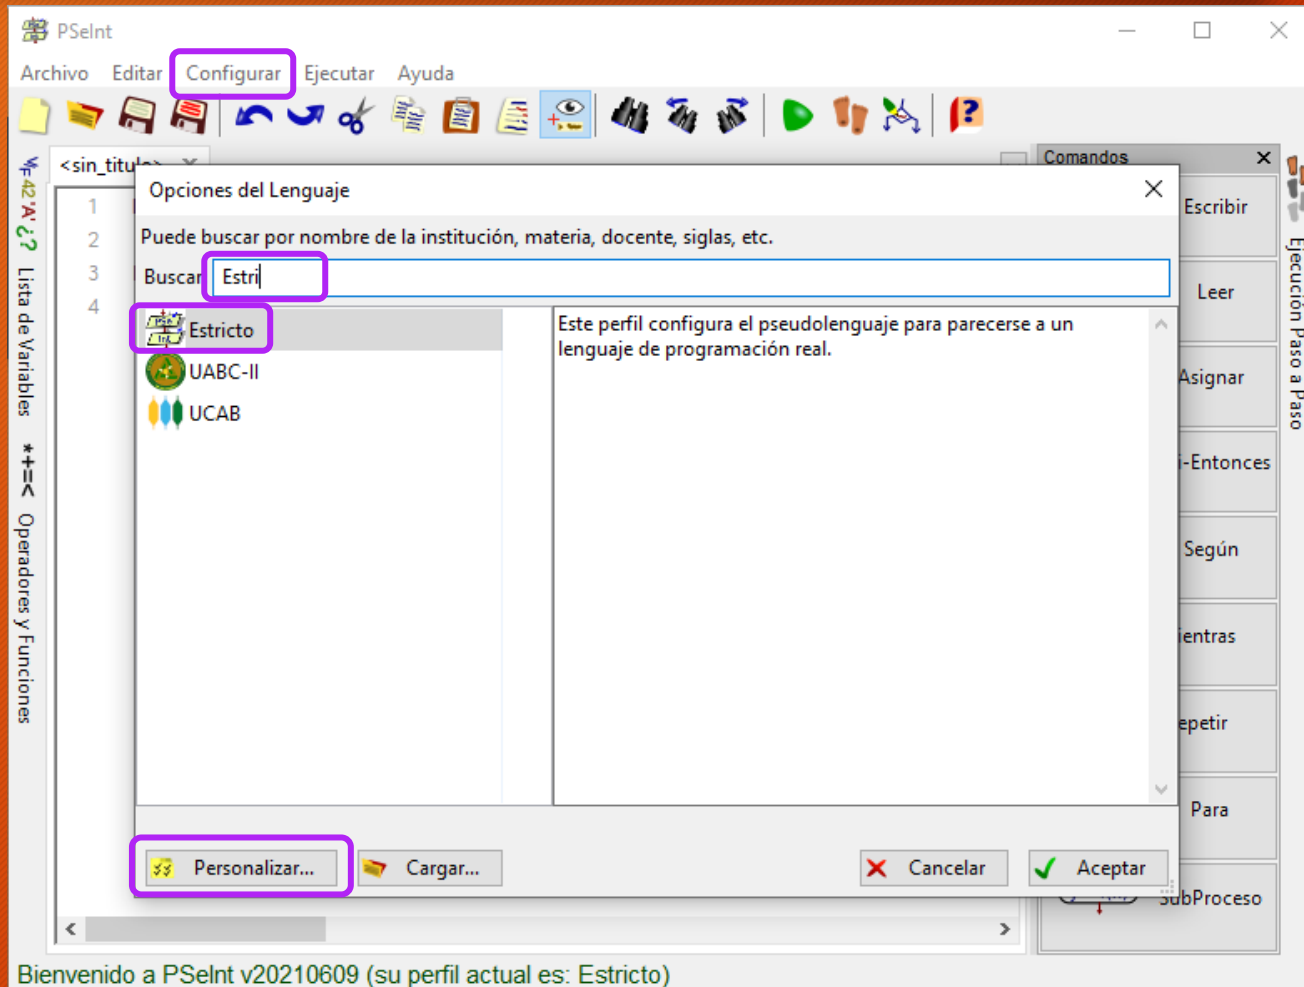 PSeInt
Archivo Editar Configurar Ejecutar Ayuda
<sin_titulo>
Comandos
Opciones del Lenguaje
Puede buscar por nombre de la institución, materia, docente, siglas, etc.
Buscar Estri
Estricto
UABC-II
UCAB
Este perfil configura el pseudolenguaje para parecerse a un
lenguaje de programación real.
1
2
3
4
Personalizar...
Cargar...
Cancelar
Aceptar
Escribir
Leer
Asignar
i-Entonces
Según
ientras
epetir
Para
SubProceso
42 'A' ¿? Lista de Variables
*+=< Operadores y Funciones
Ejecución Paso a Paso
Bienvenido a PSeInt v20210609 (su perfil actual es: Estricto)